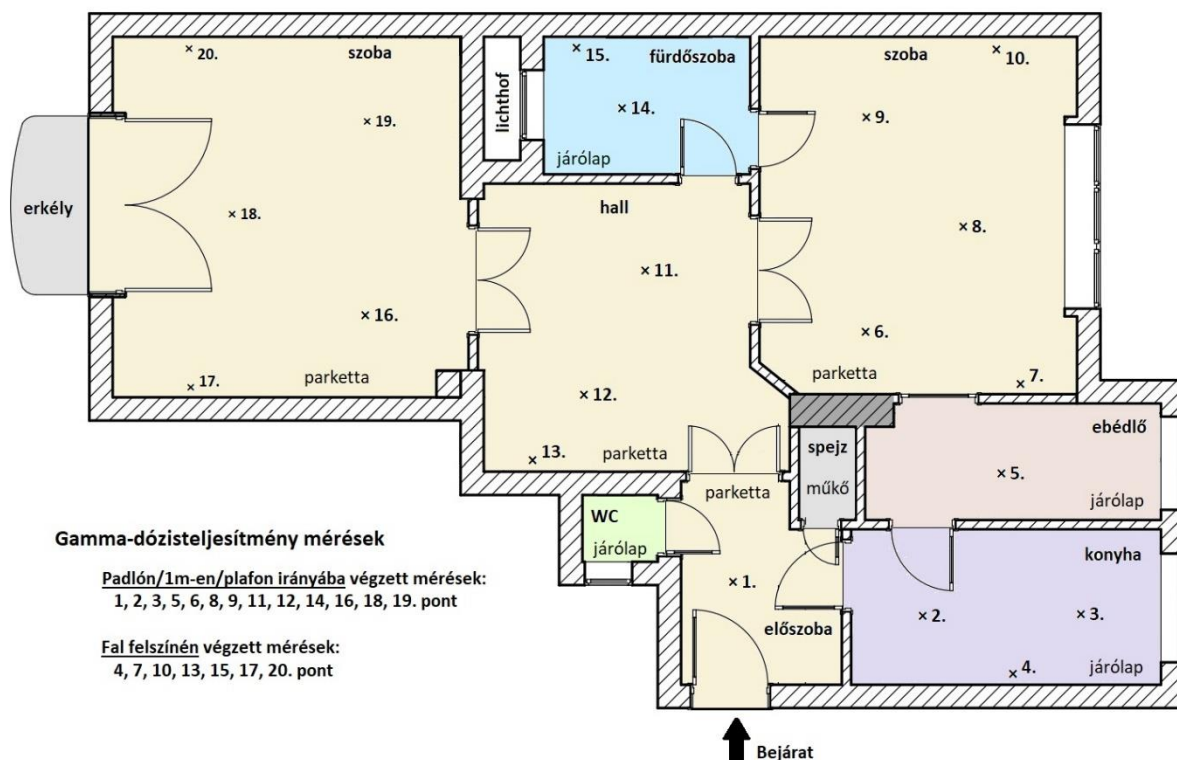 × 20.
szoba
× 19.
erkély
× 18.
× 16.
× 17.
parketta
lichthof
× 15.
fürdőszoba
× 14.
járólap
szoba
× 10.
× 9.
× 8.
× 6.
parketta
× 7.
hall
× 11.
× 12.
× 13.
parketta
parketta
spejz
műkő
ebédlő
× 5.
járólap
WC
járólap
× 1.
előszoba
konyha
× 2.
× 3.
× 4.
járólap
Gamma-dózisteljesítmény mérések
Padlón/1m-en/plafon irányába végzett mérések:
1, 2, 3, 5, 6, 8, 9, 11, 12, 14, 16, 18, 19. pont
Fal felszínén végzett mérések:
4, 7, 10, 13, 15, 17, 20. pont
Bejárat